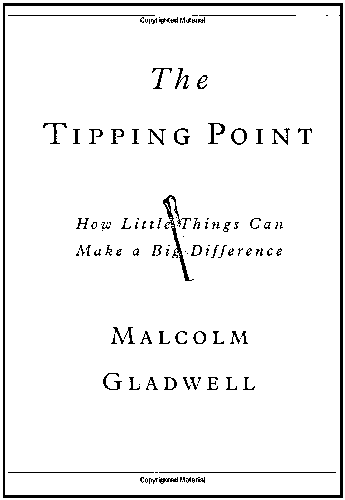 Copyrighted Material
The
TIPPING POINT
How Little Things Can
Make a Big Difference
MALCOLM
GLADWELL
Copyrighted Material